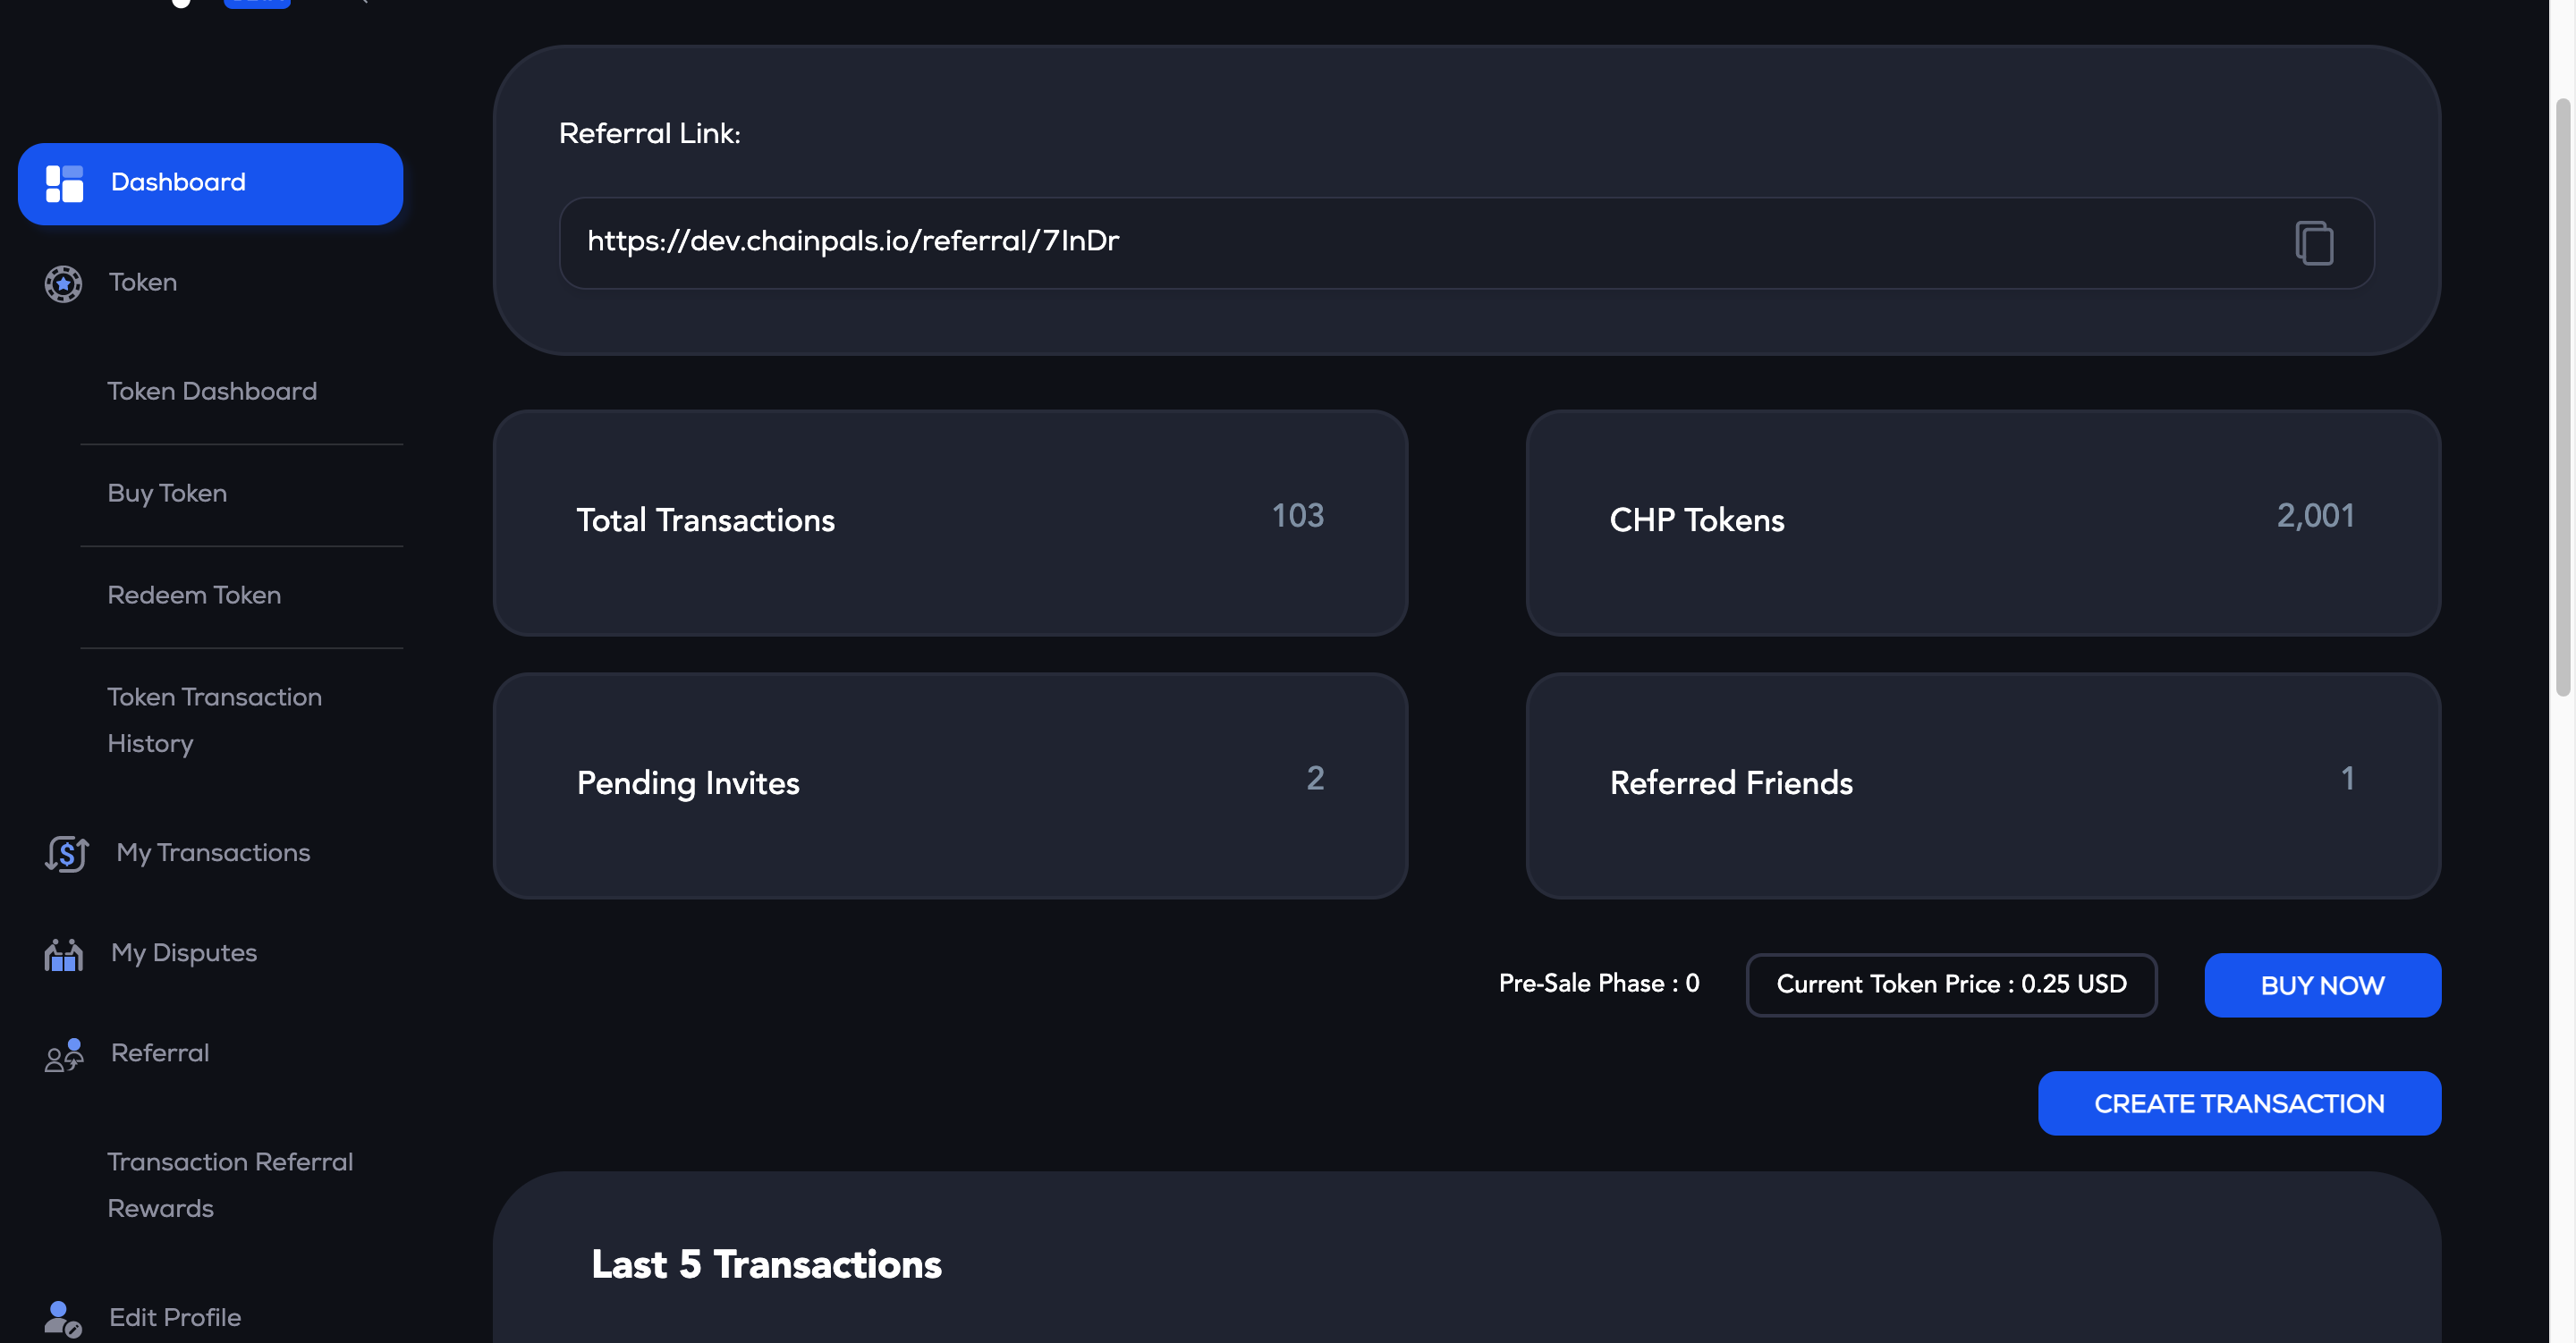 Dashboard
Token
Token Dashboard
Buy Token
Redeem Token
Token Transaction
History
My Transactions
My Disputes
Referral
Transaction Referral
Rewards
Edit Profile
Referral Link:
https://dev.chainpals.io/referral/7InDr
Total Transactions 103
CHP Tokens 2,001
Pending Invites 2
Referred Friends 1
Pre-Sale Phase : 0
Current Token Price : 0.25 USD
BUY NOW
CREATE TRANSACTION
Last 5 Transactions